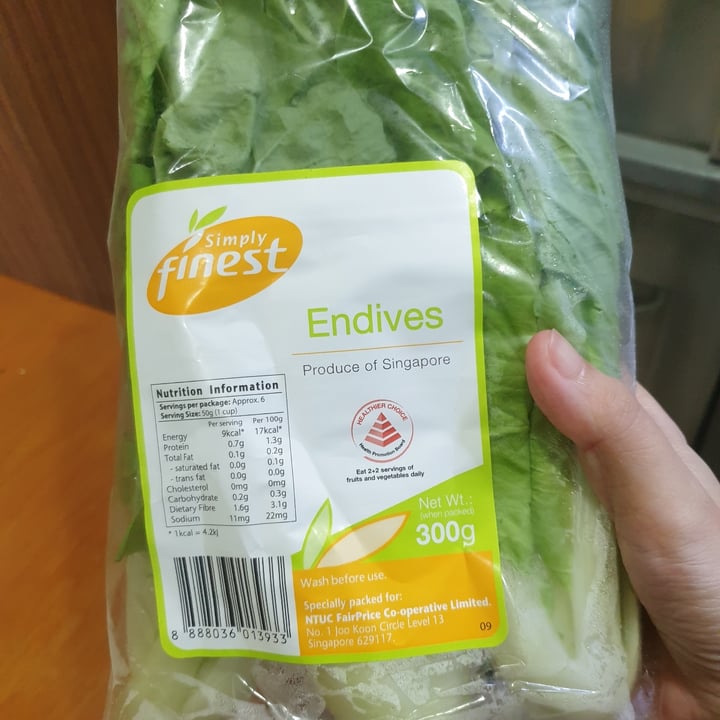 Simply
finest
Endives
Produce of Singapore
Nutrition Information
Servings per package: Approx. 6
Serving Size: 50g (1 cup)
Per serving Per 100g
Energy 9kcal* 17kcal*
Protein 0.7g 1.3g
Total Fat 0.1g 0.2g
- saturated fat 0.0g 0.1g
- trans fat 0.0g 0.0g
Cholesterol 0mg 0mg
Carbohydrate 0.2g 0.3g
Dietary Fibre 1.6g 3.1g
Sodium 11mg 22mg
* 1kcal = 4.2kJ
HEALTHIER CHOICE
Health Promotion Board
Eat 2+2 servings of
fruits and vegetables daily
Net Wt.:
(when packed)
300g
Wash before use.
Specially packed for:
NTUC FairPrice Co-operative Limited.
No. 1 Joo Koon Circle Level 13
Singapore 629117.
09
8 888036 013933